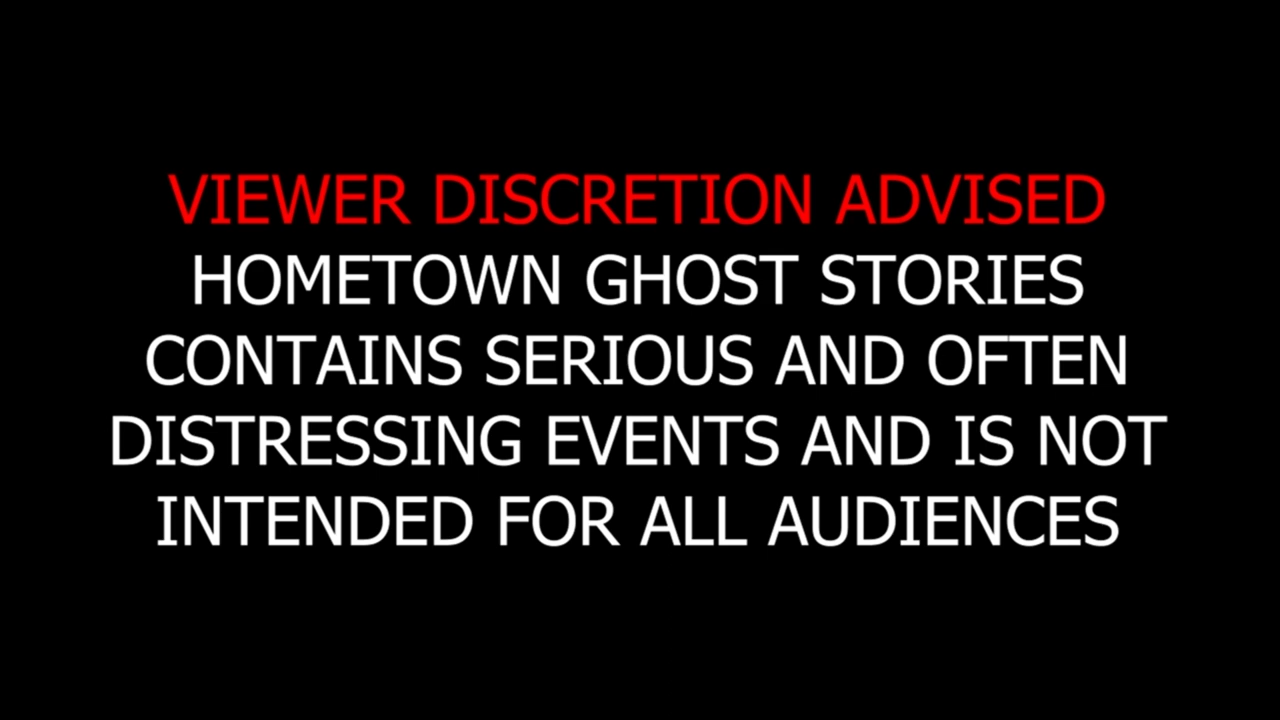 VIEWER DISCRETION ADVISED
HOMETOWN GHOST STORIES
CONTAINS SERIOUS AND OFTEN
DISTRESSING EVENTS AND IS NOT
INTENDED FOR ALL AUDIENCES